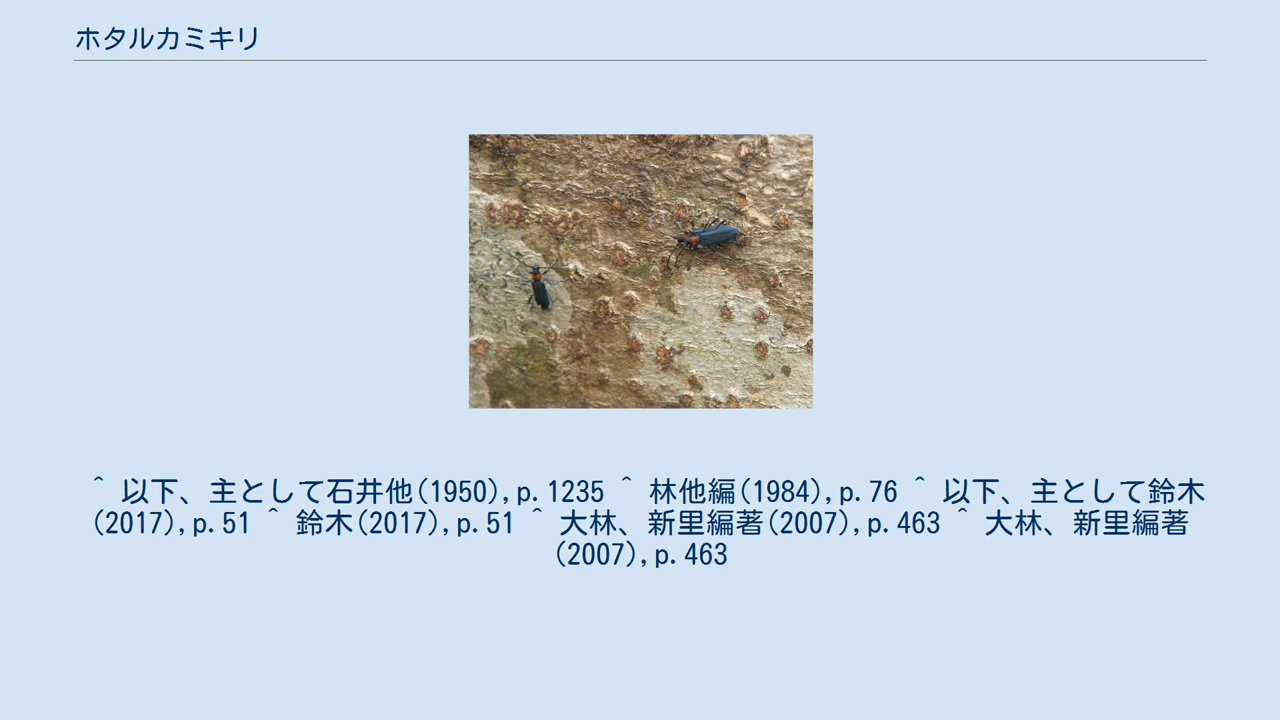 ホタルカミキリ
^ 以下、主として石井他(1950),p.1235 ^ 林他編(1984),p.76 ^ 以下、主として鈴木
(2017),p.51 ^ 鈴木(2017),p.51 ^ 大林、新里編著(2007),p.463 ^ 大林、新里編著
(2007),p.463